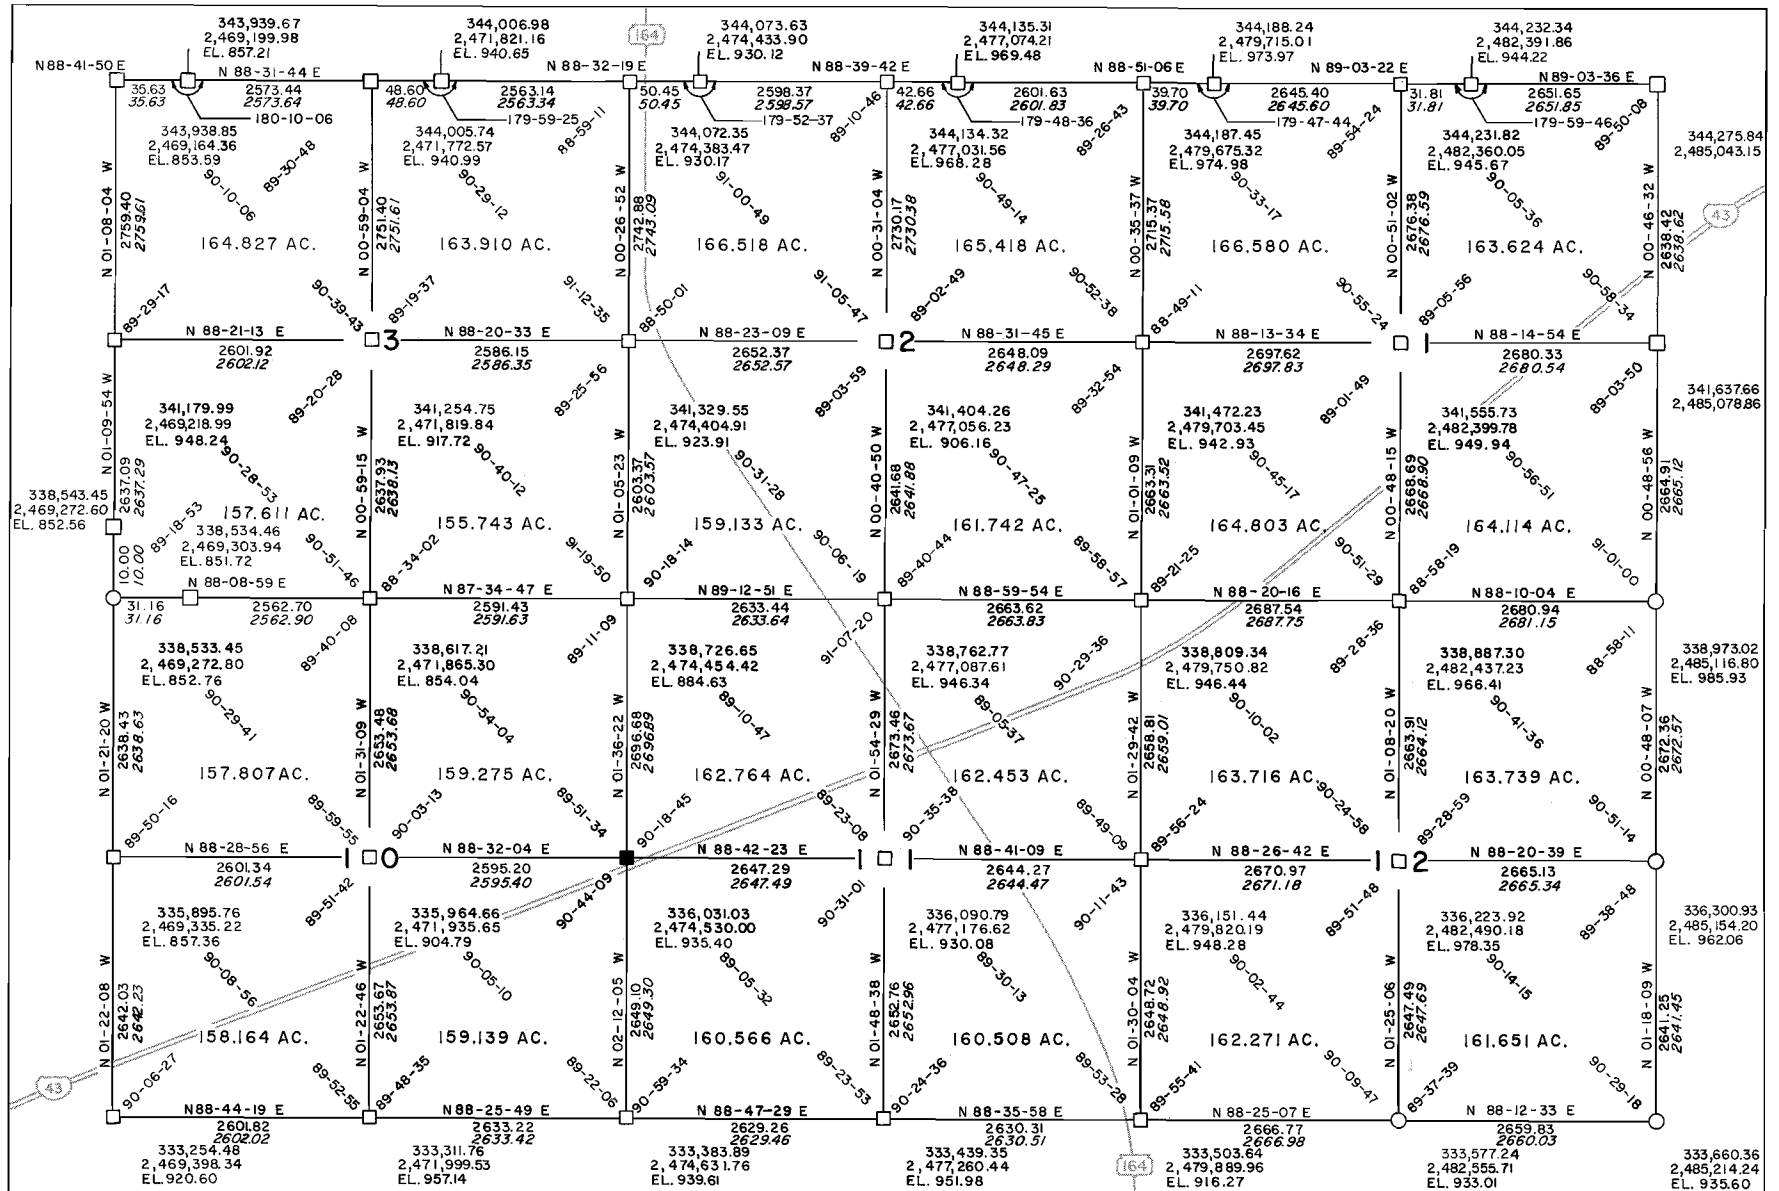 343,939.67
2,469,199.98
EL. 857.21
344,006.98
2,471,821.16
EL. 940.65
164
344,073.63
2,474,433.90
EL. 930.12
344,135.31
2,477,074.21
EL. 969.48
344,188.24
2,479,715.01
EL. 973.97
344,232.34
2,482,391.86
EL. 944.22
N 88-41-50 E
N 88-31-44 E
N 88-32-19 E
N 88-39-42 E
N 88-51-06 E
N 89-03-22 E
N 89-03-36 E
35.63
35.63
2573.44
2573.64
48.60
48.60
2563.14
2563.34
50.45
50.45
2598.37
2598.57
42.66
42.66
2601.63
2601.83
39.70
39.70
2645.40
2645.60
31.81
31.81
2651.65
2651.85
180-10-06
179-59-25
179-52-37
179-48-36
179-47-44
179-59-46
88-59-11
89-10-46
89-26-43
89-54-24
89-50-08
343,938.85
2,469,164.36
EL. 853.59
89-30-48
344,005.74
2,471,772.57
EL. 940.99
344,072.35
2,474,383.47
EL. 930.17
344,134.32
2,477,031.56
EL. 968.28
344,187.45
2,479,675.32
EL. 974.98
344,231.82
2,482,360.05
EL. 945.67
344,275.84
2,485,043.15
90-10-06
90-29-12
91-00-49
90-49-14
90-33-17
90-05-36
43
N 01-08-04 W
2759.40
2759.61
N 00-59-04 W
2751.40
2751.61
N 00-26-52 W
2742.88
2743.09
N 00-31-04 W
2730.17
2730.38
N 00-35-37 W
2715.37
2715.58
N 00-51-02 W
2676.38
2676.59
N 00-46-32 W
2638.42
2638.62
164.827 AC.
163.910 AC.
166.518 AC.
165.418 AC.
166.580 AC.
163.624 AC.
89-29-17
90-39-43
89-19-37
91-12-35
88-50-01
91-05-47
89-02-49
90-52-38
88-49-11
90-55-24
89-05-56
90-58-34
N 88-21-13 E
3
N 88-20-33 E
N 88-23-09 E
2
N 88-31-45 E
N 88-13-34 E
1
N 88-14-54 E
2601.92
2602.12
2586.15
2586.35
2652.37
2652.57
2648.09
2648.29
2697.62
2697.83
2680.33
2680.54
89-20-28
89-25-56
89-03-59
89-32-54
89-01-49
89-03-50
341,179.99
2,469,218.99
EL. 948.24
341,254.75
2,471,819.84
EL. 917.72
341,329.55
2,474,404.91
EL. 923.91
341,404.26
2,477,056.23
EL. 906.16
341,472.23
2,479,703.45
EL. 942.93
341,555.73
2,482,399.78
EL. 949.94
341,637.66
2,485,078.86
90-28-53
90-40-12
90-31-28
90-47-25
90-45-17
90-56-51
N 01-09-54 W
2637.09
2637.29
N 00-59-15 W
2637.93
2638.13
N 01-05-23 W
2603.37
2603.57
N 00-40-50 W
2641.68
2641.88
N 01-01-09 W
2663.31
2663.52
N 00-48-15 W
2668.69
2668.90
N 00-48-56 W
2664.91
2665.12
338,543.45
2,469,272.60
EL. 852.56
89-18-53
157.611 AC.
155.743 AC.
159.133 AC.
161.742 AC.
164.803 AC.
164.114 AC.
338,534.46
2,469,303.94
EL. 851.72
10.00
10.00
90-51-46
88-34-02
91-19-50
90-18-14
90-06-19
89-40-44
89-58-57
89-21-25
90-51-29
88-58-19
91-01-00
N 88-08-59 E
N 87-34-47 E
N 89-12-51 E
N 88-59-54 E
N 88-20-16 E
N 88-10-04 E
31.16
31.16
2562.70
2562.90
2591.43
2591.63
2633.44
2633.64
2663.62
2663.83
2687.54
2687.75
2680.94
2681.15
89-40-08
89-11-09
91-07-20
90-29-36
89-28-36
88-58-11
338,533.45
2,469,272.80
EL. 852.76
338,617.21
2,471,865.30
EL. 854.04
338,726.65
2,474,454.42
EL. 884.63
338,762.77
2,477,087.61
EL. 946.34
338,809.34
2,479,750.82
EL. 946.44
338,887.30
2,482,437.23
EL. 966.41
338,973.02
2,485,116.80
EL. 985.93
90-29-41
90-54-04
89-10-47
89-05-37
90-10-02
90-41-36
N 01-21-20 W
2638.43
2638.63
N 01-31-09 W
2653.48
2653.68
N 01-36-22 W
2696.68
2696.89
N 01-54-29 W
2673.46
2673.67
N 01-29-42 W
2658.81
2659.01
N 01-08-20 W
2663.91
2664.12
N 00-48-07 W
2672.36
2672.57
157.807 AC.
159.275 AC.
162.764 AC.
162.453 AC.
163.716 AC.
163.739 AC.
89-50-16
89-59-55
90-03-13
89-51-34
90-18-45
89-23-08
90-35-38
89-49-09
89-56-24
90-24-58
89-28-59
90-51-14
N 88-28-56 E
10
N 88-32-04 E
N 88-42-23 E
11
N 88-41-09 E
N 88-26-42 E
12
N 88-20-39 E
2601.34
2601.54
2595.20
2595.40
2647.29
2647.49
2644.27
2644.47
2670.97
2671.18
2665.13
2665.34
89-51-42
90-44-09
90-31-01
90-11-43
89-51-48
89-38-48
335,895.76
2,469,335.22
EL. 857.36
335,964.66
2,471,935.65
EL. 904.79
336,031.03
2,474,530.00
EL. 935.40
336,090.79
2,477,176.62
EL. 930.08
336,151.44
2,479,820.19
EL. 948.28
336,223.92
2,482,490.18
EL. 978.35
336,300.93
2,485,154.20
EL. 962.06
90-08-56
90-05-10
89-05-32
89-30-13
90-02-44
90-14-15
N 01-22-08 W
2642.03
2642.23
N 01-22-46 W
2653.67
2653.87
N 02-12-05 W
2649.10
2649.30
N 01-48-38 W
2652.76
2652.96
N 01-30-04 W
2648.72
2648.92
N 01-25-06 W
2647.49
2647.69
N 01-18-09 W
2641.25
2641.45
158.164 AC.
159.139 AC.
160.566 AC.
160.508 AC.
162.271 AC.
161.651 AC.
43
90-06-27
89-52-55
89-48-35
89-22-06
90-59-34
89-23-53
90-24-36
89-53-28
89-55-41
90-09-47
89-37-39
90-29-18
N 88-44-19 E
N 88-25-49 E
N 88-47-29 E
N 88-35-58 E
N 88-25-07 E
N 88-12-33 E
2601.82
2602.02
2633.22
2633.42
2629.26
2629.46
2630.31
2630.51
2666.77
2666.98
2659.83
2660.03
333,254.48
2,469,398.34
EL. 920.60
333,311.76
2,471,999.53
EL. 957.14
333,383.89
2,474,631.76
EL. 939.61
333,439.35
2,477,260.44
EL. 951.98
164
333,503.64
2,479,889.96
EL. 916.27
333,577.24
2,482,555.71
EL. 933.01
333,660.36
2,485,214.24
EL. 935.60